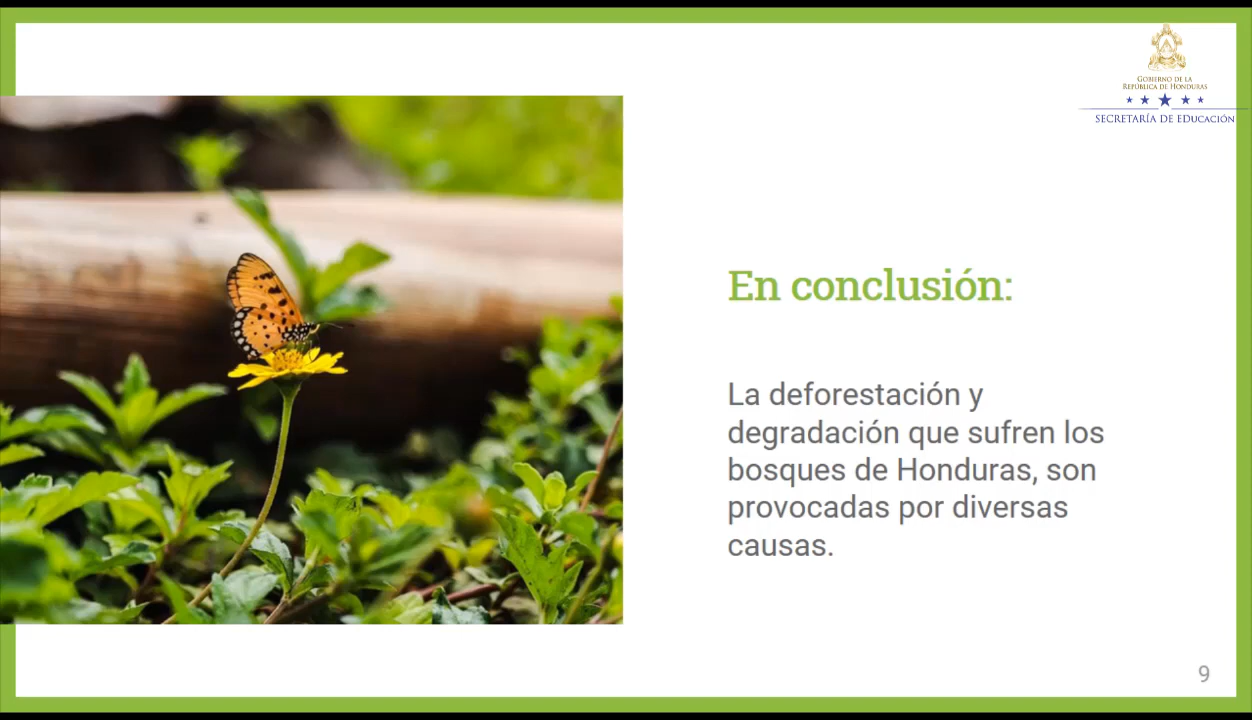 GOBIERNO DE LA
REPÚBLICA DE HONDURAS
SECRETARÍA DE EDUCACIÓN
En conclusión:
La deforestación y
degradación que sufren los
bosques de Honduras, son
provocadas por diversas
causas.
9